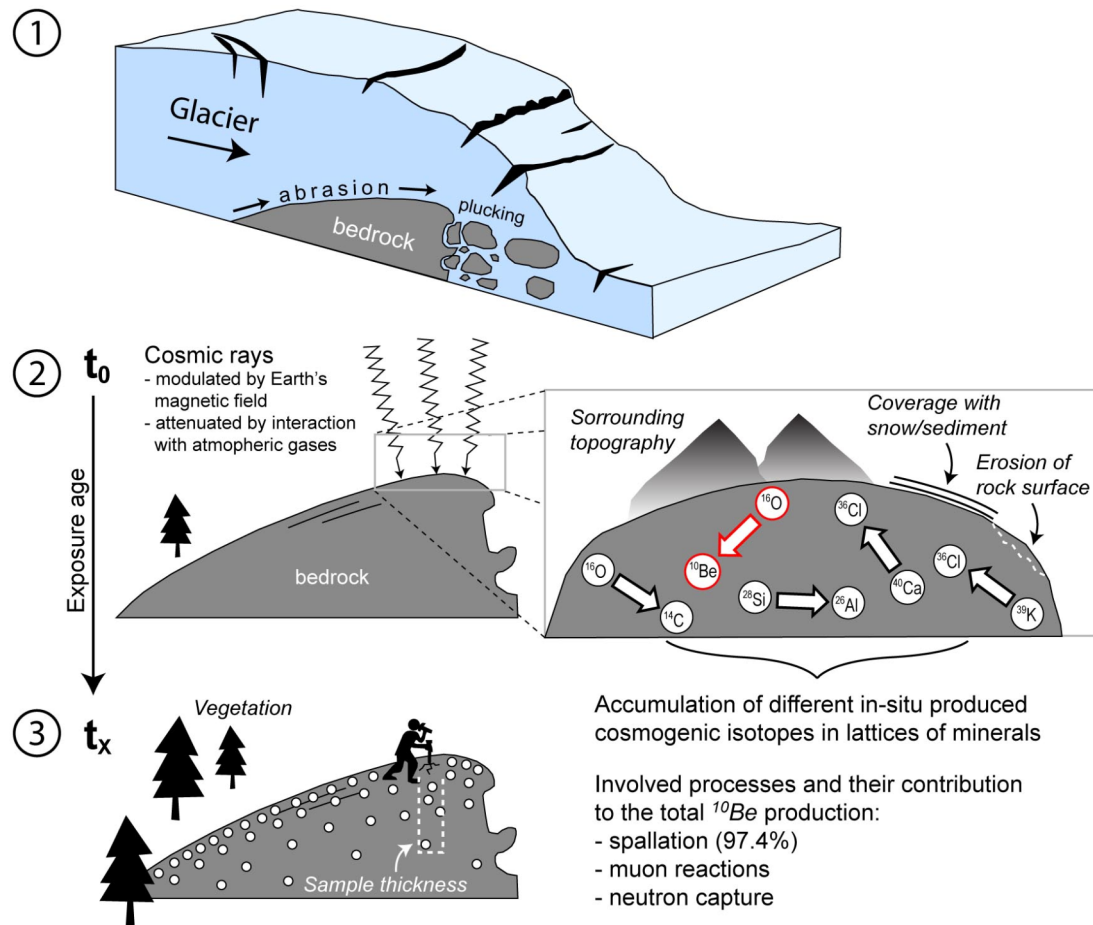 1
Glacier
abrasion
plucking
bedrock
2
t₀
Cosmic rays
- modulated by Earth's
magnetic field
- attenuated by interaction
with atmopheric gases
Exposure age
bedrock
Sorrounding
topography
Coverage with
snow/sediment
Erosion of
rock surface
¹⁶O
³⁶Cl
¹⁰Be
³⁶Cl
¹⁶O
²⁸Si
²⁶Al
⁴⁰Ca
¹⁴C
³⁹K
Accumulation of different in-situ produced
cosmogenic isotopes in lattices of minerals
Involved processes and their contribution
to the total ¹⁰Be production:
- spallation (97.4%)
- muon reactions
- neutron capture
3
tₓ
Vegetation
Sample thickness